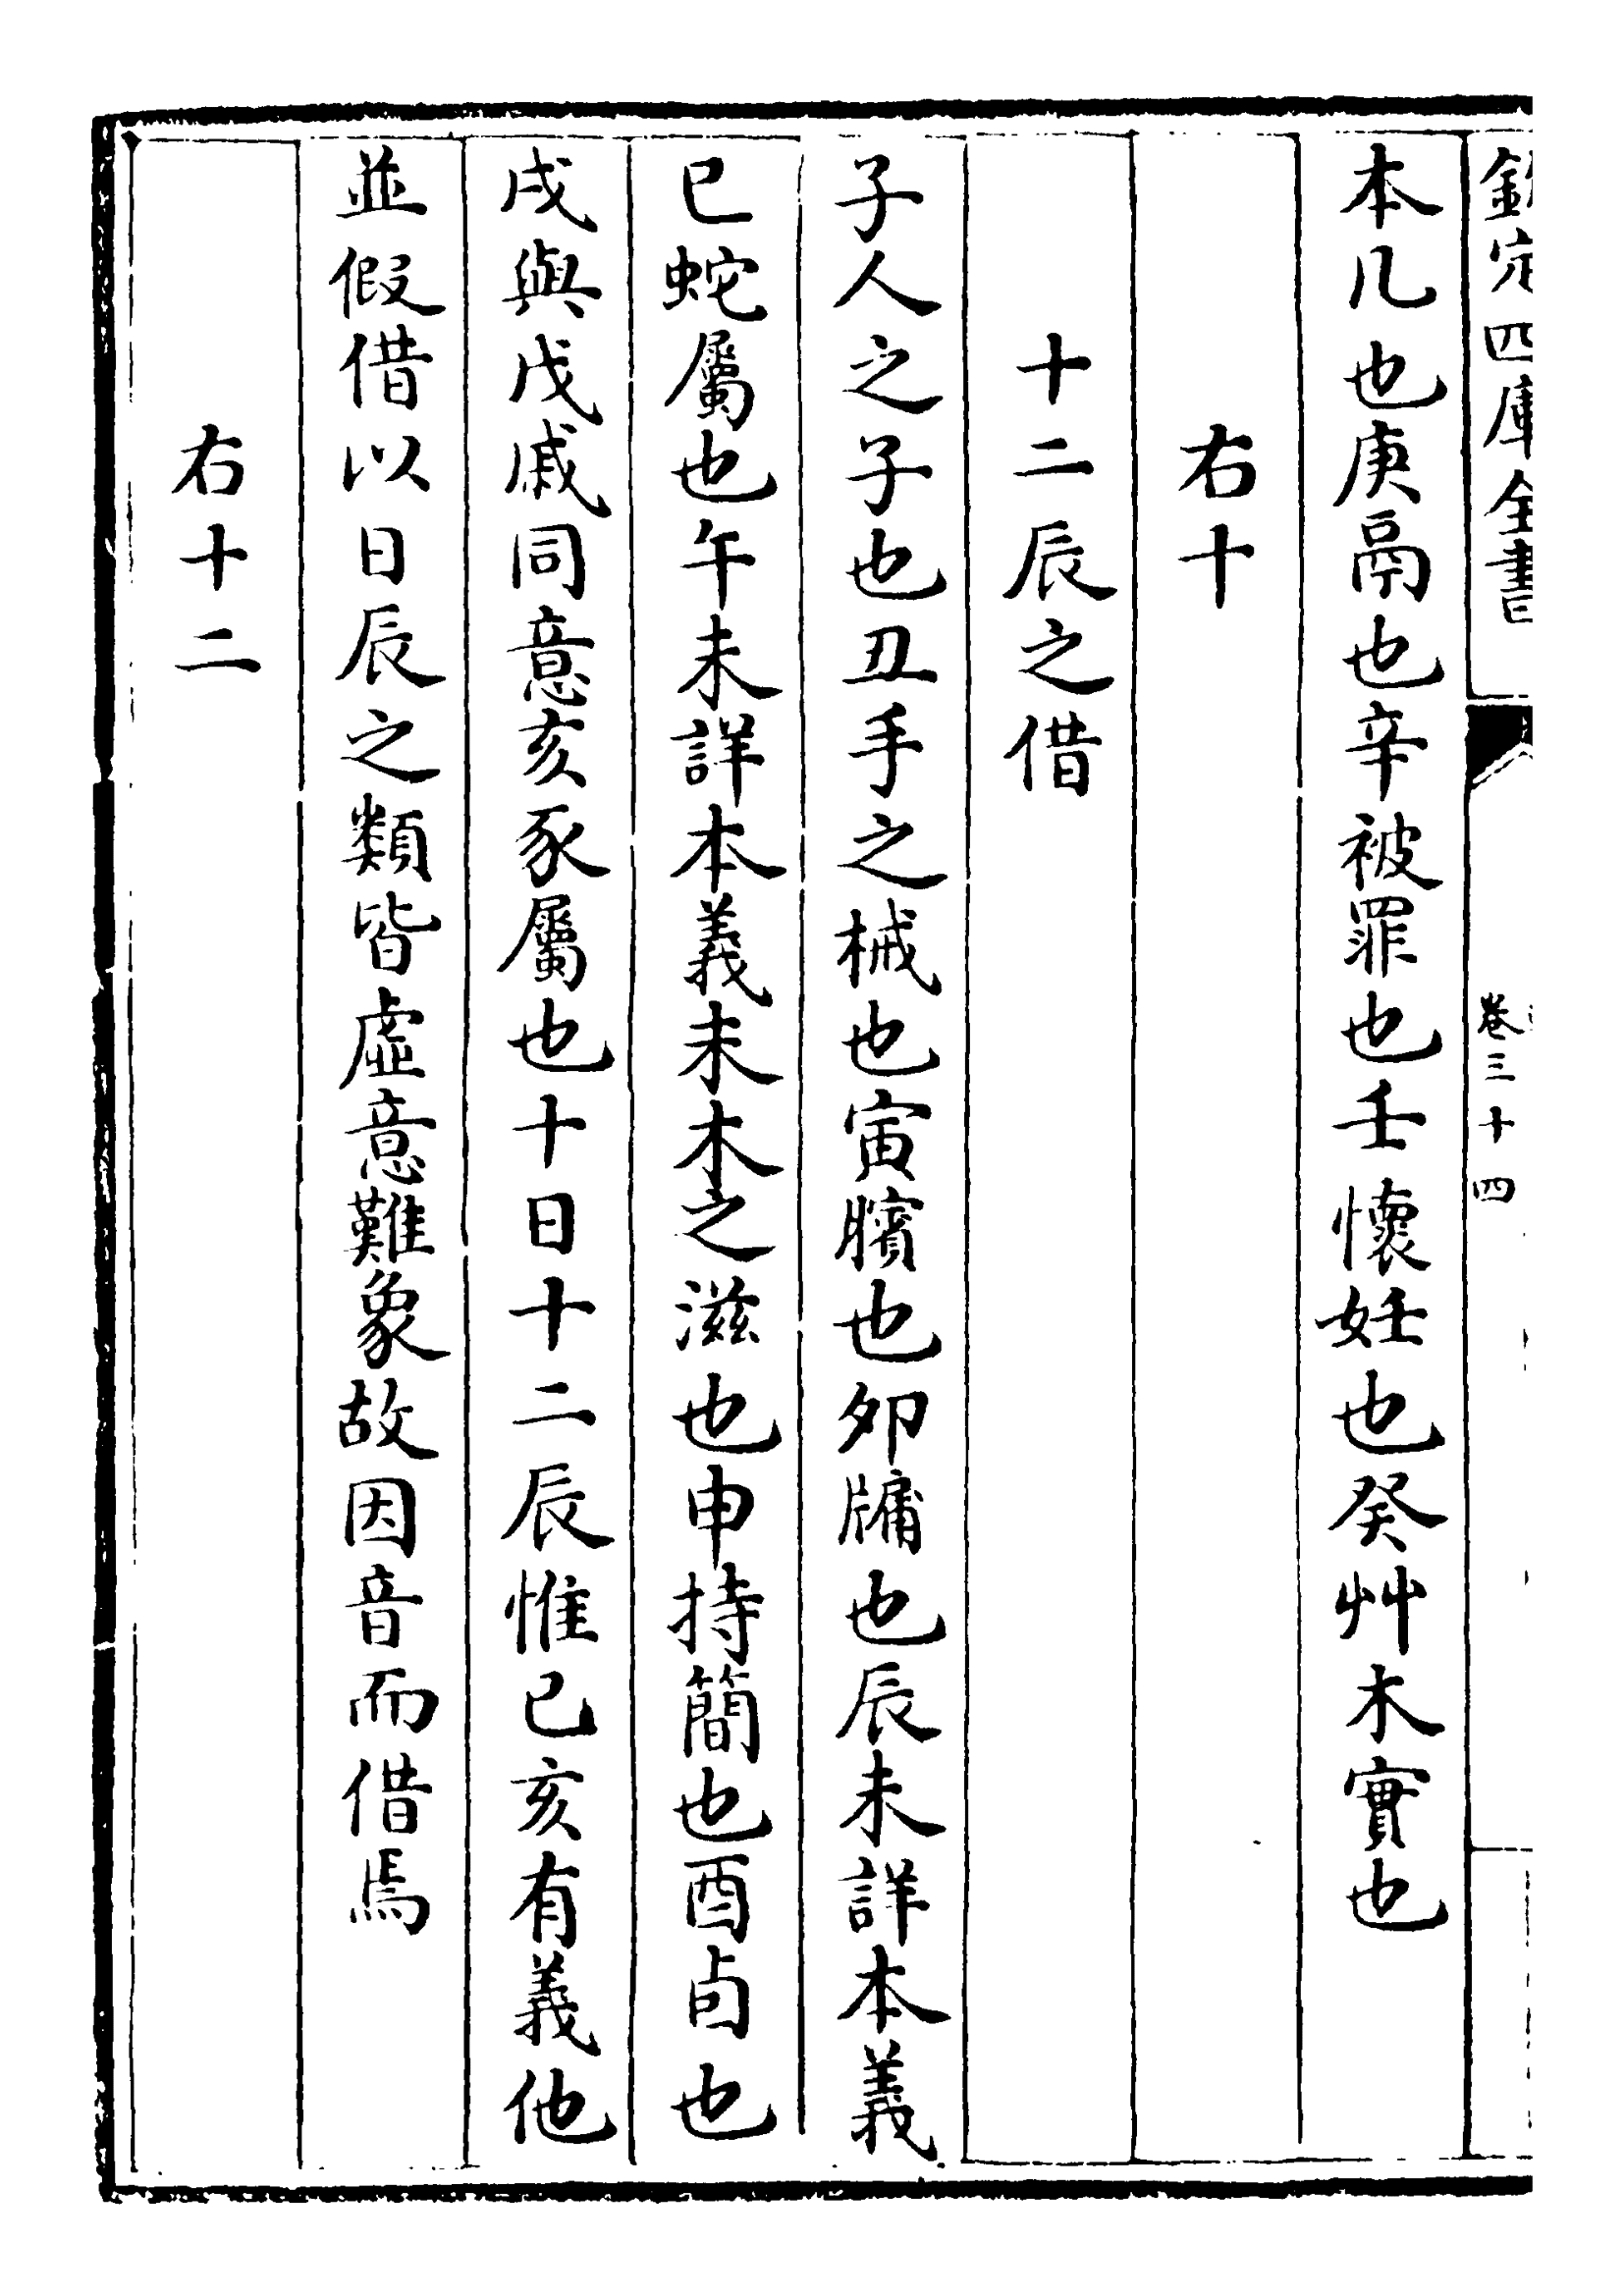 欽定四庫全書
卷三十四
本几也庚鬲也辛被罪也壬懷妊也癸艸木實也
右十
十二辰之借
子人之子也丑手之械也寅臏也夘牗也辰未詳本義
巳蛇屬也午未詳本義未木之滋也申持簡也酉卣也
戌與戊戚同意亥豕屬也十日十二辰惟巳亥有義他
並假借以日辰之類皆虛意難象故因音而借焉
右十二